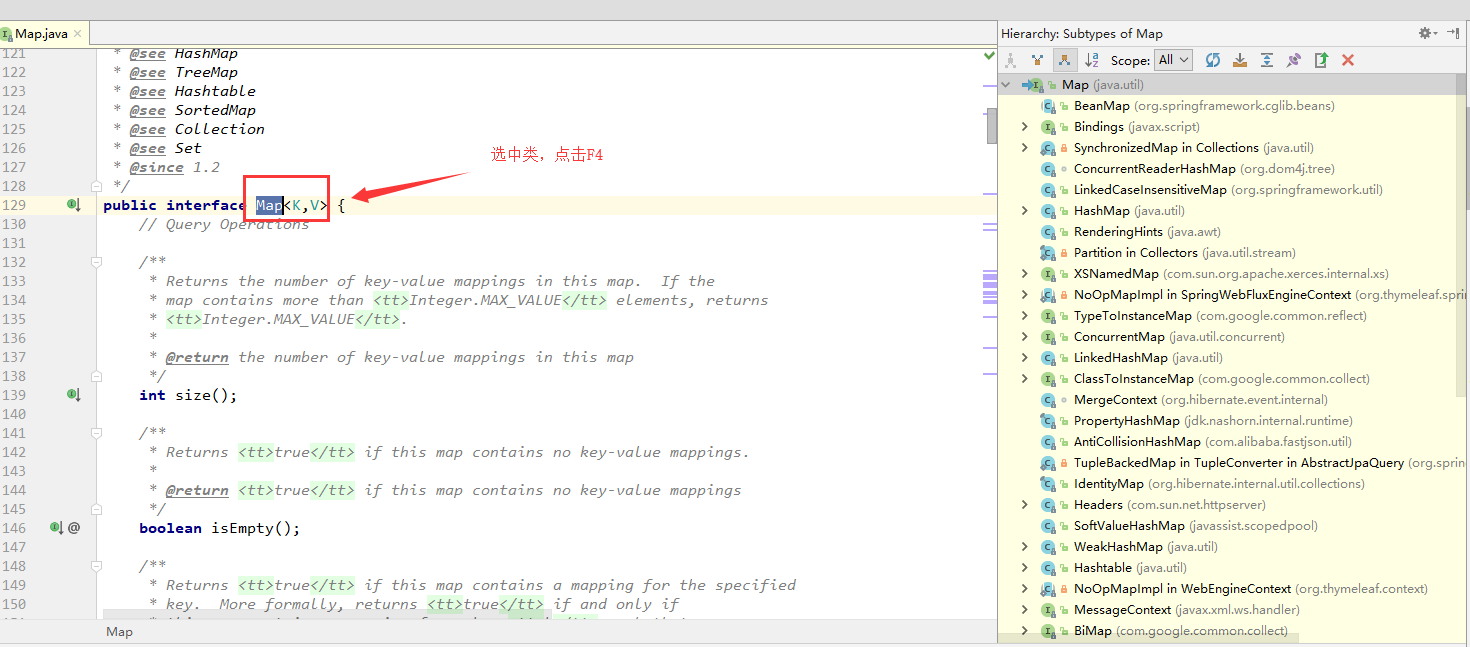 Map.java
121 * @see HashMap
122 * @see TreeMap
123 * @see Hashtable
124 * @see SortedMap
125 * @see Collection
126 * @see Set
127 * @since 1.2
128 */
选中类，点击F4
129 public interface Map<K,V> {
130 // Query Operations
131
132 /**
133 * Returns the number of key-value mappings in this map.  If the
134 * map contains more than <tt>Integer.MAX_VALUE</tt> elements, returns
135 * <tt>Integer.MAX_VALUE</tt>.
136 *
137 * @return the number of key-value mappings in this map
138 */
139 int size();
140
141 /**
142 * Returns <tt>true</tt> if this map contains no key-value mappings.
143 *
144 * @return <tt>true</tt> if this map contains no key-value mappings
145 */
146 @ boolean isEmpty();
147
148 /**
149 * Returns <tt>true</tt> if this map contains a mapping for the specified
150 * key.  More formally, returns <tt>true</tt> if and only if
Map
Hierarchy: Subtypes of Map
Scope: All
Map (java.util)
BeanMap (org.springframework.cglib.beans)
Bindings (javax.script)
SynchronizedMap in Collections (java.util)
ConcurrentReaderHashMap (org.dom4j.tree)
LinkedCaseInsensitiveMap (org.springframework.util)
HashMap (java.util)
RenderingHints (java.awt)
Partition in Collectors (java.util.stream)
XSNamedMap (com.sun.org.apache.xerces.internal.xs)
NoOpMapImpl in SpringWebFluxEngineContext (org.thymeleaf.spri
TypeToInstanceMap (com.google.common.reflect)
ConcurrentMap (java.util.concurrent)
LinkedHashMap (java.util)
ClassToInstanceMap (com.google.common.collect)
MergeContext (org.hibernate.event.internal)
PropertyHashMap (jdk.nashorn.internal.runtime)
AntiCollisionHashMap (com.alibaba.fastjson.util)
TupleBackedMap in TupleConverter in AbstractJpaQuery (org.sprin
IdentityMap (org.hibernate.internal.util.collections)
Headers (com.sun.net.httpserver)
SoftValueHashMap (javassist.scopedpool)
WeakHashMap (java.util)
Hashtable (java.util)
NoOpMapImpl in WebEngineContext (org.thymeleaf.context)
MessageContext (javax.xml.ws.handler)
BiMap (com.google.common.collect)